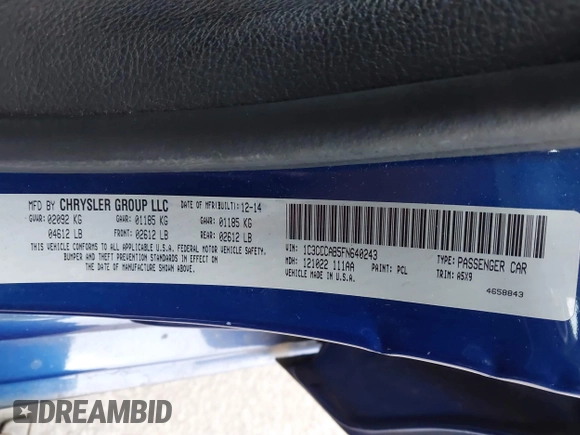 MFD BY CHRYSLER GROUP LLC
DATE OF MFR(BUILT): 12-14
GVWR: 02092 KG GAWR: 01185 KG GAWR: 01185 KG
04612 LB FRONT: 02612 LB REAR: 02612 LB
THIS VEHICLE CONFORMS TO ALL APPLICABLE U.S.A. FEDERAL MOTOR VEHICLE SAFETY,
BUMPER AND THEFT PREVENTION STANDARDS IN EFFECT ON
THE DATE OF MANUFACTURE SHOWN ABOVE.
VIN: 1C3CCCAB5FN640243 TYPE: PASSENGER CAR
MDH: 121022 111AA PAINT: PCL TRIM: A5X9
MADE IN U.S.A. 4658843
DREAMBID